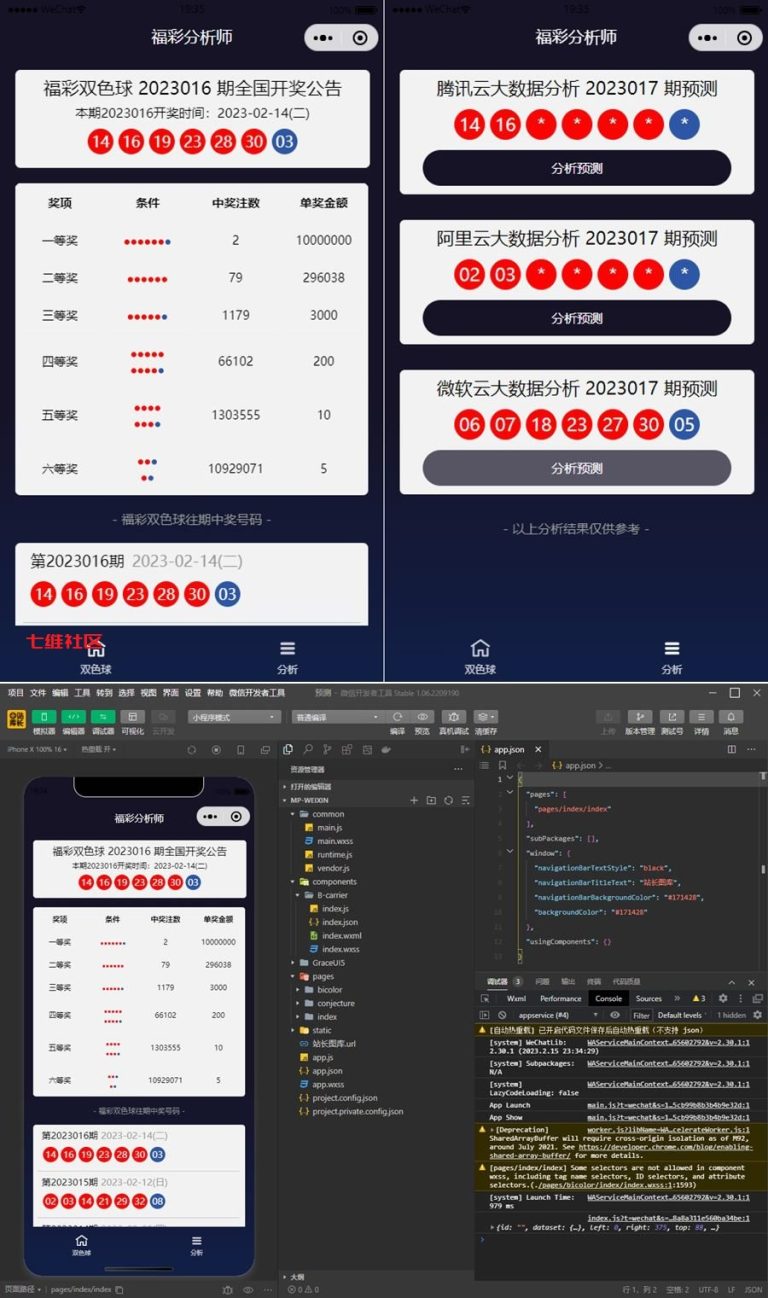 WeChat
19:35
100%
福彩分析师
福彩双色球 2023016 期全国开奖公告
本期2023016开奖时间：2023-02-14(二)
14 16 19 23 28 30 03
奖项 条件 中奖注数 单奖金额
一等奖 2 10000000
二等奖 79 296038
三等奖 1179 3000
四等奖 66102 200
五等奖 1303555 10
六等奖 10929071 5
- 福彩双色球往期中奖号码 -
第2023016期 2023-02-14(二)
14 16 19 23 28 30 03
七维社区
双色球 分析
WeChat
19:35
100%
福彩分析师
腾讯云大数据分析 2023017 期预测
14 16 * * * * *
分析预测
阿里云大数据分析 2023017 期预测
02 03 * * * * *
分析预测
微软云大数据分析 2023017 期预测
06 07 18 23 27 30 05
分析预测
- 以上分析结果仅供参考 -
双色球 分析
项目 文件 编辑 工具 转到 选择 视图 界面 设置 帮助 微信开发者工具
预测 - 微信开发者工具 Stable 1.06.2209190
小程序模式 普通编译
模拟器 编辑器 调试器 可视化 云开发
编译 预览 真机调试 清缓存
上传 版本管理 测试号 详情 消息
iPhone X 100% 16 热重载 开
福彩分析师
福彩双色球 2023016 期全国开奖公告
本期2023016开奖时间：2023-02-14(二)
14 16 19 23 28 30 03
奖项 条件 中奖注数 单奖金额
一等奖 2 10000000
二等奖 79 296038
三等奖 1179 3000
四等奖 66102 200
五等奖 1303555 10
六等奖 10929071 5
- 福彩双色球往期中奖号码 -
第2023016期 2023-02-14(二)
14 16 19 23 28 30 03
第2023015期 2023-02-12(日)
02 03 14 21 29 32 08
双色球 分析
页面路径 pages/index/index
资源管理器
打开的编辑器
MP-WEIXIN
common
main.js
main.wxss
runtime.js
vendor.js
components
B-carrier
index.js
index.json
index.wxml
index.wxss
GraceUI5
pages
bicolor
conjecture
index
static
站长图库.url
app.js
app.json
app.wxss
project.config.json
project.private.config.json
大纲
0 0
app.json
app.json > ...
1 {
"pages": [
"pages/index/index"
],
"subPackages": [],
"window": {
"navigationBarTextStyle": "black",
"navigationBarTitleText": "站长图库",
"navigationBarBackgroundColor": "#171428",
"backgroundColor": "#171428"
},
"usingComponents": {}
}
调试器 3 问题 输出 终端 代码质量
Wxml Performance Console Sources 3
appservice (#4) Filter Default levels 1 hidden
[自动热重载] 已开启代码文件保存后自动热重载（不支持 json）
[system] WeChatLib: WAServiceMainContext…65602792&v=2.30.1:1
2.30.1 (2023.2.15 23:34:29)
[system] Subpackages: WAServiceMainContext…65602792&v=2.30.1:1
N/A
[system] WAServiceMainContext…65602792&v=2.30.1:1
LazyCodeLoading: false
App Launch main.js?t=wechat&s=1…5cb99b8b3b4b9e32d:1
App Show main.js?t=wechat&s=1…5cb99b8b3b4b9e32d:1
[Deprecation] worker.js?libName=WA…celerateWorker.js:1
SharedArrayBuffer will require cross-origin isolation as of M92,
around July 2021. See https://developer.chrome.com/blog/enabling-
shared-array-buffer/ for more details.
[pages/index/index] Some selectors are not allowed in component
wxss, including tag name selectors, ID selectors, and attribute
selectors.(./pages/bicolor/index/index.wxss:1:1593)
[system] Launch Time: WAServiceMainContext…65602792&v=2.30.1:1
979 ms
index.js?t=wechat&s=…8a8a311e560ba34be:1
{id: "", dataset: {…}, left: 0, right: 375, top: 88, …}
行 1，列 2 空格: 2 UTF-8 LF JSON